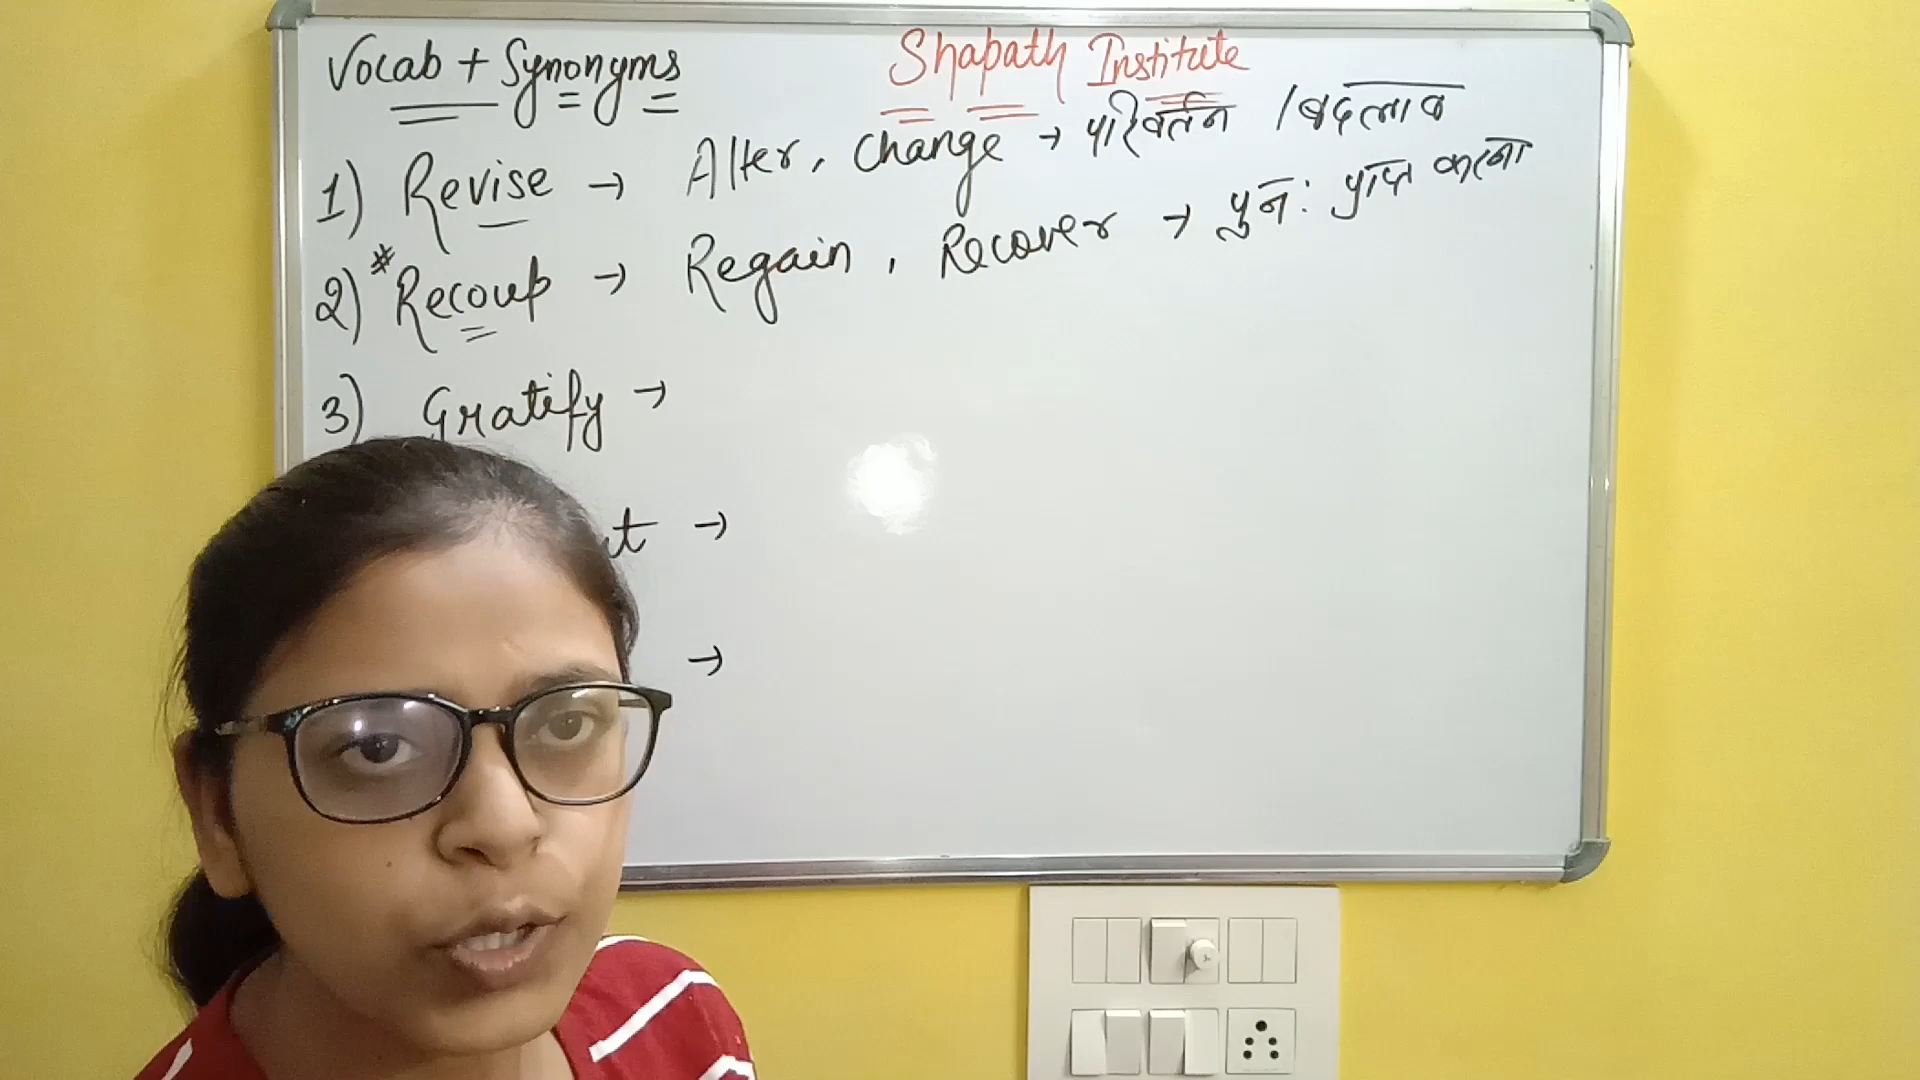 Vocab + Synonyms
Shapath Institute
1) Revise → Alter, Change → परिवर्तन / बदलाव
2) *Recoup → Regain, Recover → पुनः प्राप्त करना
3) Gratify →
t →
→